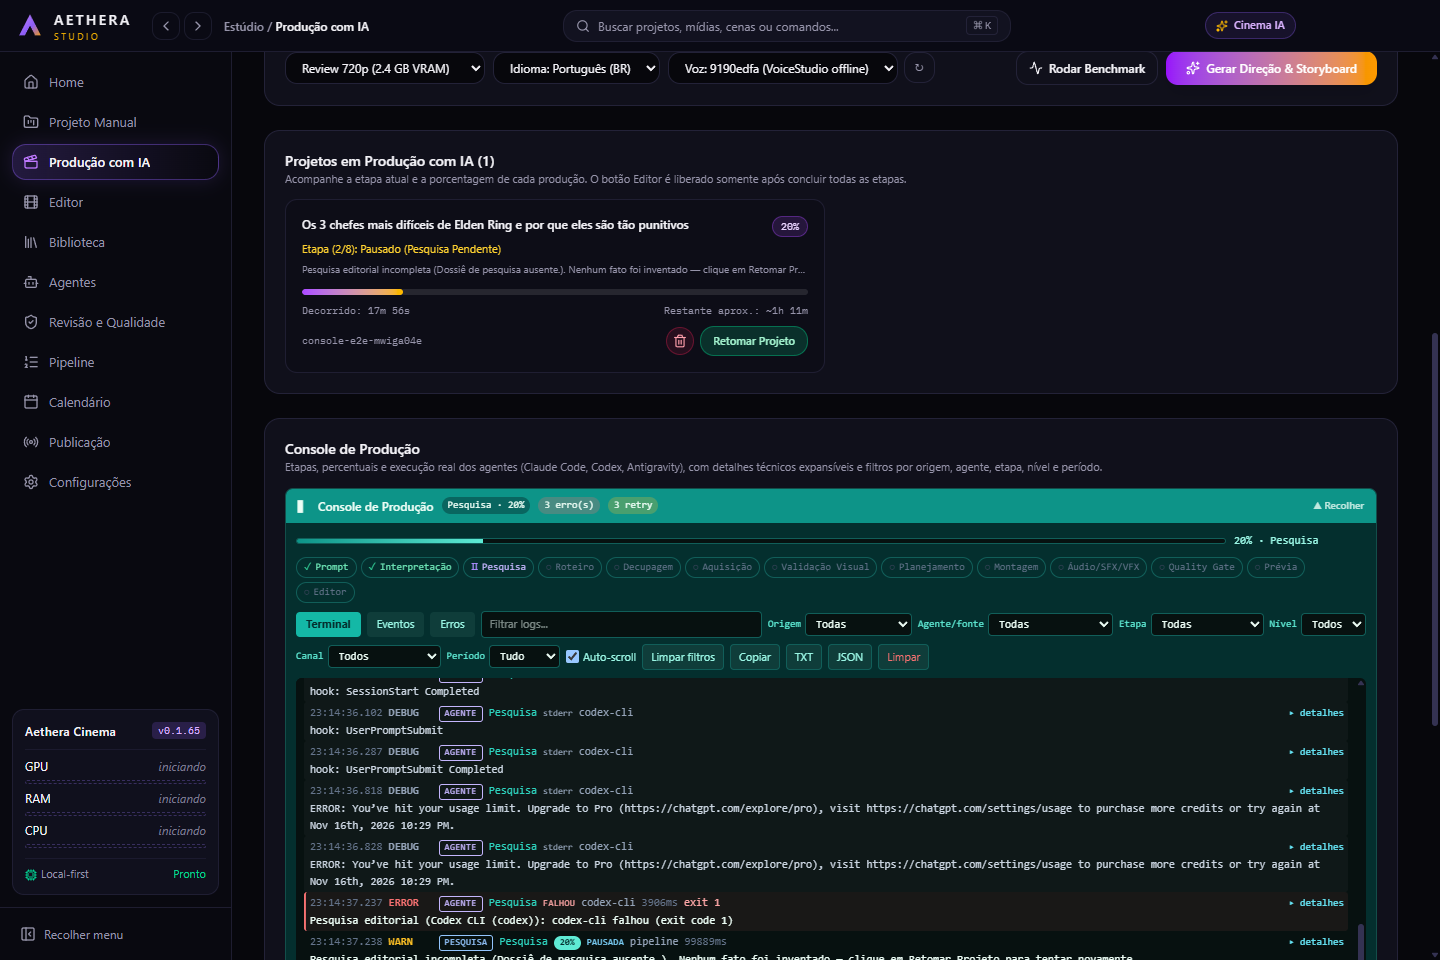 AETHERA
STUDIO
Estúdio / Produção com IA
Buscar projetos, mídias, cenas ou comandos...
⌘ K
Cinema IA
Home
Projeto Manual
Produção com IA
Editor
Biblioteca
Agentes
Revisão e Qualidade
Pipeline
Calendário
Publicação
Configurações
Aethera Cinema v0.1.65
GPU iniciando
RAM iniciando
CPU iniciando
Local-first Pronto
Recolher menu
Review 720p (2.4 GB VRAM)
Idioma: Português (BR)
Voz: 9190edfa (VoiceStudio offline)
↻
Rodar Benchmark
Gerar Direção & Storyboard
Projetos em Produção com IA (1)
Acompanhe a etapa atual e a porcentagem de cada produção. O botão Editor é liberado somente após concluir todas as etapas.
Os 3 chefes mais difíceis de Elden Ring e por que eles são tão punitivos 20%
Etapa (2/8): Pausado (Pesquisa Pendente)
Pesquisa editorial incompleta (Dossiê de pesquisa ausente.). Nenhum fato foi inventado — clique em Retomar Pr...
Decorrido: 17m 56s Restante aprox.: ~1h 11m
console-e2e-mwiga04e Retomar Projeto
Console de Produção
Etapas, percentuais e execução real dos agentes (Claude Code, Codex, Antigravity), com detalhes técnicos expansíveis e filtros por origem, agente, etapa, nível e período.
Console de Produção Pesquisa · 20% 3 erro(s) 3 retry ▲ Recolher
20% · Pesquisa
✓ Prompt ✓ Interpretação II Pesquisa ○ Roteiro ○ Decupagem ○ Aquisição ○ Validação Visual ○ Planejamento ○ Montagem ○ Áudio/SFX/VFX ○ Quality Gate ○ Prévia
○ Editor
Terminal Eventos Erros Filtrar logs... Origem Todas Agente/fonte Todas Etapa Todas Nível Todos
Canal Todos Período Tudo Auto-scroll Limpar filtros Copiar TXT JSON Limpar
hook: SessionStart Completed
23:14:36.102 DEBUG AGENTE Pesquisa stderr codex-cli ▸ detalhes
hook: UserPromptSubmit
23:14:36.287 DEBUG AGENTE Pesquisa stderr codex-cli ▸ detalhes
hook: UserPromptSubmit Completed
23:14:36.818 DEBUG AGENTE Pesquisa stderr codex-cli ▸ detalhes
ERROR: You've hit your usage limit. Upgrade to Pro (https://chatgpt.com/explore/pro), visit https://chatgpt.com/settings/usage to purchase more credits or try again at
Nov 16th, 2026 10:29 PM.
23:14:36.828 DEBUG AGENTE Pesquisa stderr codex-cli ▸ detalhes
ERROR: You've hit your usage limit. Upgrade to Pro (https://chatgpt.com/explore/pro), visit https://chatgpt.com/settings/usage to purchase more credits or try again at
Nov 16th, 2026 10:29 PM.
23:14:37.237 ERROR AGENTE Pesquisa FALHOU codex-cli 3906ms exit 1 ▸ detalhes
Pesquisa editorial (Codex CLI (codex)): codex-cli falhou (exit code 1)
23:14:37.238 WARN PESQUISA Pesquisa 20% PAUSADA pipeline 99889ms ▸ detalhes
Pesquisa editorial incompleta (Dossiê de pesquisa ausente.). Nenhum fato foi inventado — clique em Retomar Projeto para tentar novamente.